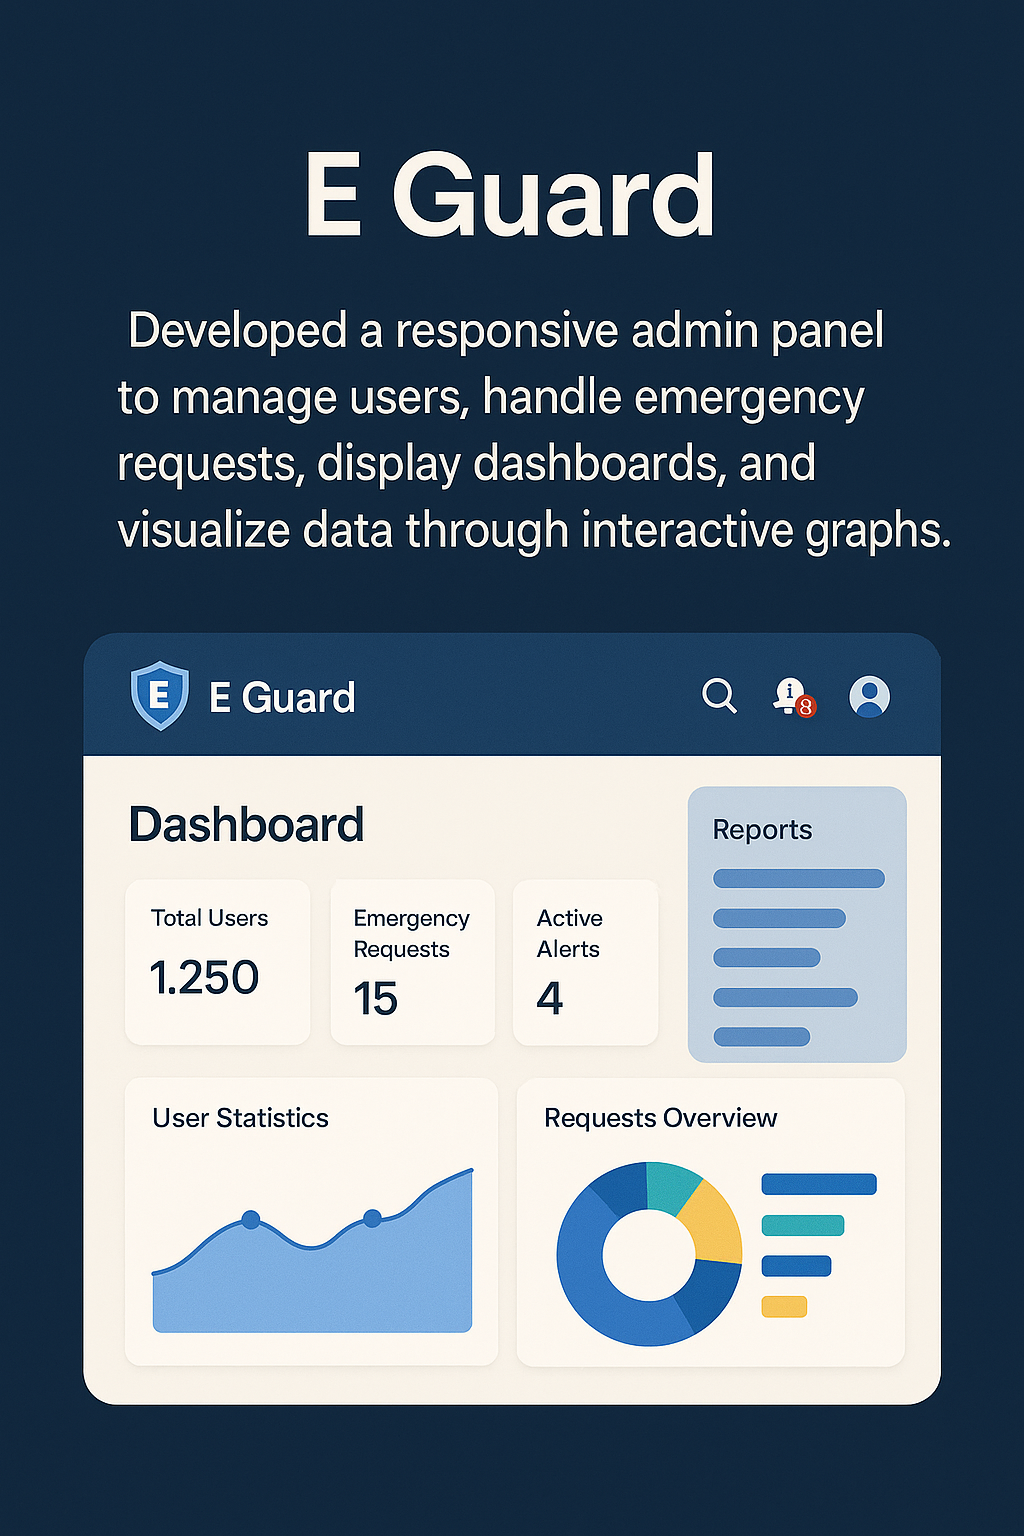 E Guard
Developed a responsive admin panel
to manage users, handle emergency
requests, display dashboards, and
visualize data through interactive graphs.
E
E Guard
i
8
Dashboard
Reports
Total Users
1.250
Emergency
Requests
15
Active
Alerts
4
User Statistics
Requests Overview